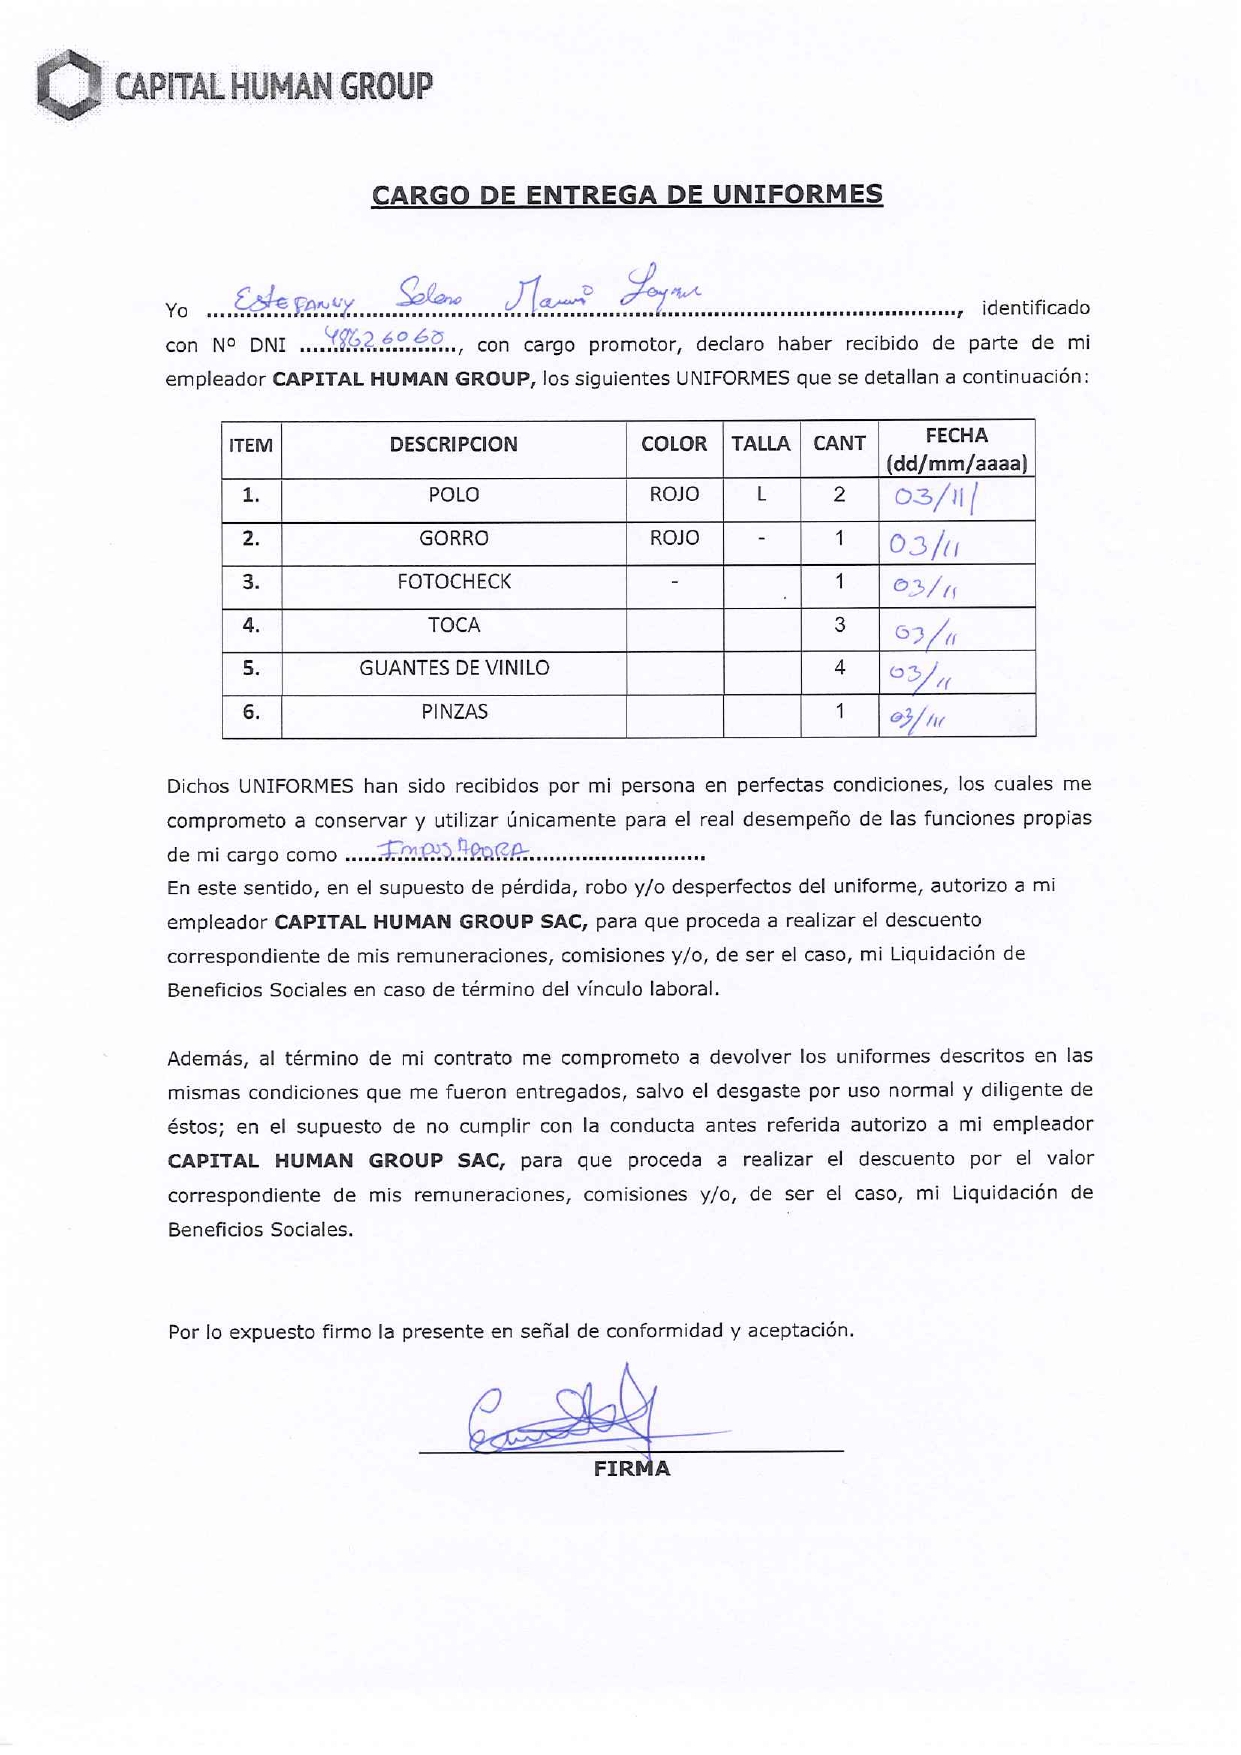 CAPITAL HUMAN GROUP
CARGO DE ENTREGA DE UNIFORMES
Yo Estefanny Selene, identificado
con Nº DNI 48626060, con cargo promotor, declaro haber recibido de parte de mi
empleador CAPITAL HUMAN GROUP, los siguientes UNIFORMES que se detallan a continuación:
ITEM DESCRIPCION COLOR TALLA CANT FECHA (dd/mm/aaaa)
1. POLO ROJO L 2 03/11/
2. GORRO ROJO - 1 03/11
3. FOTOCHECK - 1 03/11
4. TOCA 3 03/11
5. GUANTES DE VINILO 4 03/11
6. PINZAS 1 03/11
Dichos UNIFORMES han sido recibidos por mi persona en perfectas condiciones, los cuales me
comprometo a conservar y utilizar únicamente para el real desempeño de las funciones propias
de mi cargo como
En este sentido, en el supuesto de pérdida, robo y/o desperfectos del uniforme, autorizo a mi
empleador CAPITAL HUMAN GROUP SAC, para que proceda a realizar el descuento
correspondiente de mis remuneraciones, comisiones y/o, de ser el caso, mi Liquidación de
Beneficios Sociales en caso de término del vínculo laboral.
Además, al término de mi contrato me comprometo a devolver los uniformes descritos en las
mismas condiciones que me fueron entregados, salvo el desgaste por uso normal y diligente de
éstos; en el supuesto de no cumplir con la conducta antes referida autorizo a mi empleador
CAPITAL HUMAN GROUP SAC, para que proceda a realizar el descuento por el valor
correspondiente de mis remuneraciones, comisiones y/o, de ser el caso, mi Liquidación de
Beneficios Sociales.
Por lo expuesto firmo la presente en señal de conformidad y aceptación.
FIRMA